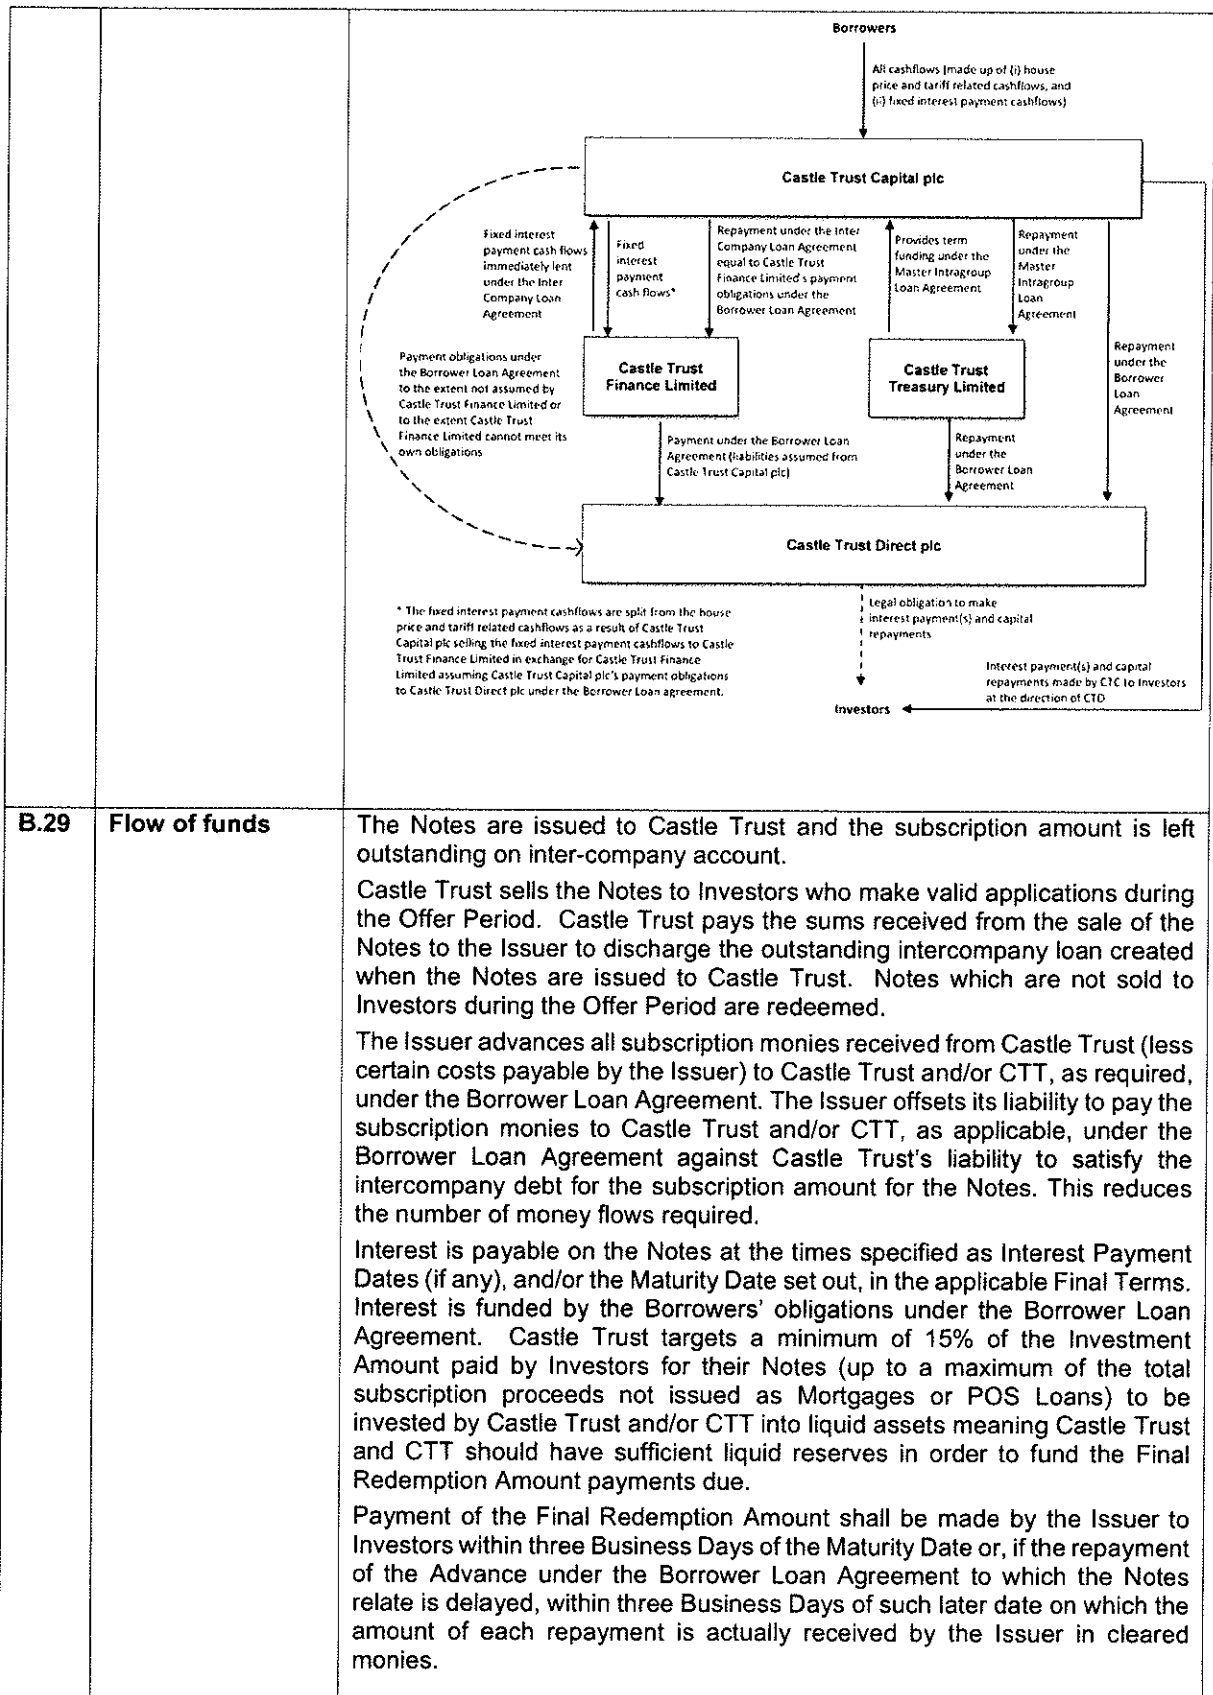 Borrowers
All cashflows (made up of (i) house
price and tariff related cashflows, and
(ii) fixed interest payment cashflows)
Castle Trust Capital plc
Fixed interest
payment cash flows
immediately lent
under the Inter
Company Loan
Agreement
Fixed
interest
payment
cash flows*
Repayment under the Inter
Company Loan Agreement
equal to Castle Trust
Finance Limited's payment
obligations under the
Borrower Loan Agreement
Provides term
funding under the
Master Intragroup
Loan Agreement
Repayment
under the
Master
Intragroup
Loan
Agreement
Repayment
under the
Borrower
Loan
Agreement
Payment obligations under
the Borrower Loan Agreement
to the extent not assumed by
Castle Trust Finance Limited or
to the extent Castle Trust
Finance Limited cannot meet its
own obligations
Castle Trust
Finance Limited
Castle Trust
Treasury Limited
Payment under the Borrower Loan
Agreement (liabilities assumed from
Castle Trust Capital plc)
Repayment
under the
Borrower Loan
Agreement
Castle Trust Direct plc
Legal obligation to make
interest payment(s) and capital
repayments
* The fixed interest payment cashflows are split from the house
price and tariff related cashflows as a result of Castle Trust
Capital plc selling the fixed interest payment cashflows to Castle
Trust Finance Limited in exchange for Castle Trust Finance
Limited assuming Castle Trust Capital plc's payment obligations
to Castle Trust Direct plc under the Borrower Loan agreement.
Interest payment(s) and capital
repayments made by CTC to Investors
at the direction of CTD
Investors
B.29 Flow of funds
The Notes are issued to Castle Trust and the subscription amount is left
outstanding on inter-company account.
Castle Trust sells the Notes to Investors who make valid applications during
the Offer Period. Castle Trust pays the sums received from the sale of the
Notes to the Issuer to discharge the outstanding intercompany loan created
when the Notes are issued to Castle Trust. Notes which are not sold to
Investors during the Offer Period are redeemed.
The Issuer advances all subscription monies received from Castle Trust (less
certain costs payable by the Issuer) to Castle Trust and/or CTT, as required,
under the Borrower Loan Agreement. The Issuer offsets its liability to pay the
subscription monies to Castle Trust and/or CTT, as applicable, under the
Borrower Loan Agreement against Castle Trust's liability to satisfy the
intercompany debt for the subscription amount for the Notes. This reduces
the number of money flows required.
Interest is payable on the Notes at the times specified as Interest Payment
Dates (if any), and/or the Maturity Date set out, in the applicable Final Terms.
Interest is funded by the Borrowers' obligations under the Borrower Loan
Agreement. Castle Trust targets a minimum of 15% of the Investment
Amount paid by Investors for their Notes (up to a maximum of the total
subscription proceeds not issued as Mortgages or POS Loans) to be
invested by Castle Trust and/or CTT into liquid assets meaning Castle Trust
and CTT should have sufficient liquid reserves in order to fund the Final
Redemption Amount payments due.
Payment of the Final Redemption Amount shall be made by the Issuer to
Investors within three Business Days of the Maturity Date or, if the repayment
of the Advance under the Borrower Loan Agreement to which the Notes
relate is delayed, within three Business Days of such later date on which the
amount of each repayment is actually received by the Issuer in cleared
monies.